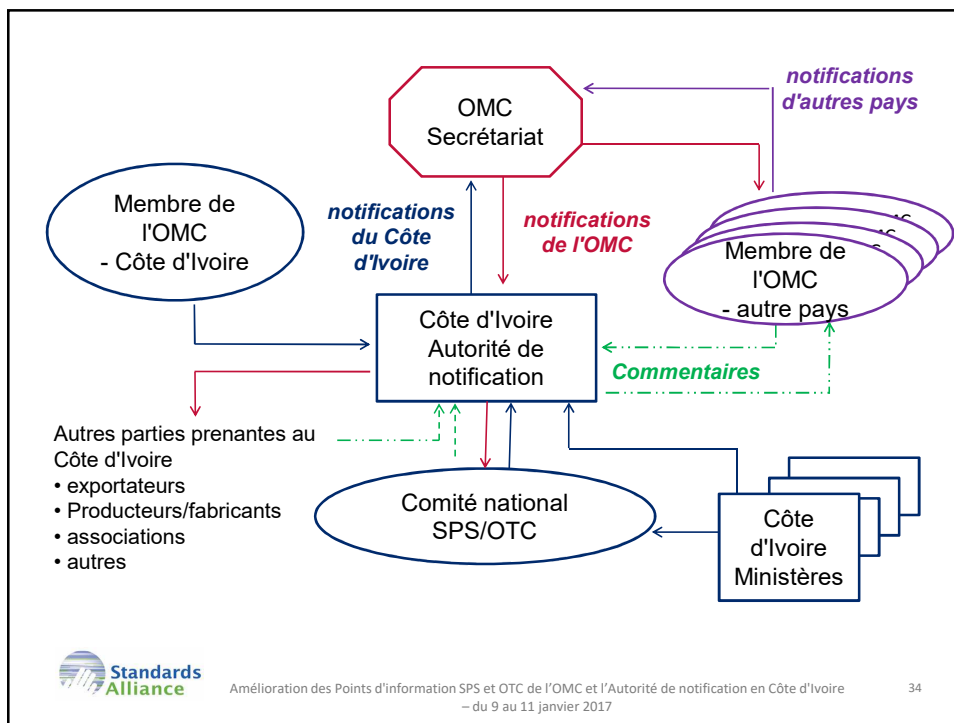 notifications
d'autres pays
OMC
Secrétariat
Membre de
l'OMC
- Côte d'Ivoire
notifications
du Côte
d'Ivoire
notifications
de l'OMC
Membre de
l'OMC
- autre pays
Côte d'Ivoire
Autorité de
notification
Commentaires
Autres parties prenantes au
Côte d'Ivoire
• exportateurs
• Producteurs/fabricants
• associations
• autres
Comité national
SPS/OTC
Côte
d'Ivoire
Ministères
Standards
Alliance
Amélioration des Points d'information SPS et OTC de l'OMC et l'Autorité de notification en Côte d'Ivoire
– du 9 au 11 janvier 2017
34